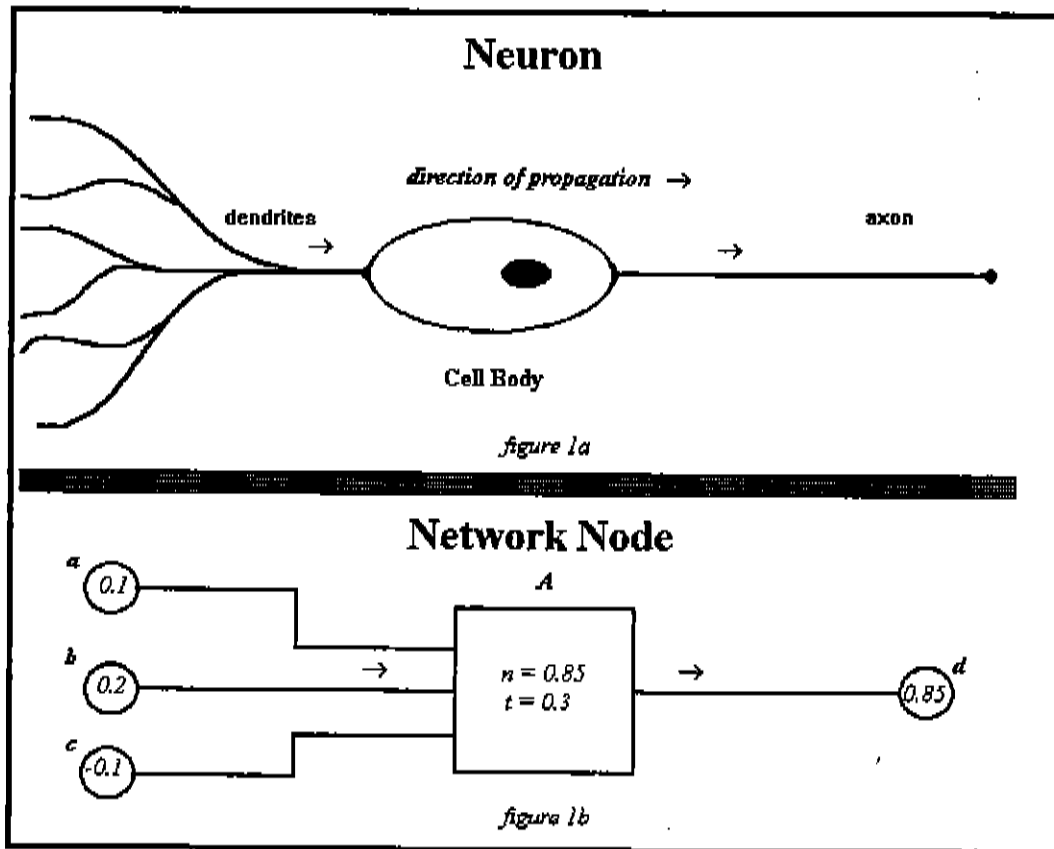 Neuron
direction of propagation →
dendrites
→
→
axon
Cell Body
figure 1a
Network Node
a
0.1
A
b
0.2
→
n = 0.85
t = 0.3
→
d
0.85
c
-0.1
figure 1b